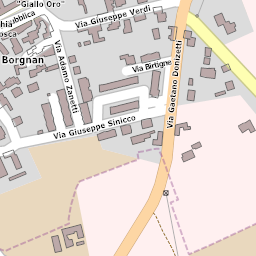 "Giallo Oro"
Via Giuseppe Verdi
Borgnan
Via Adamo Zanetti
Via Birtigne
Via Gaetano Donizetti
Via Giuseppe Sinicco